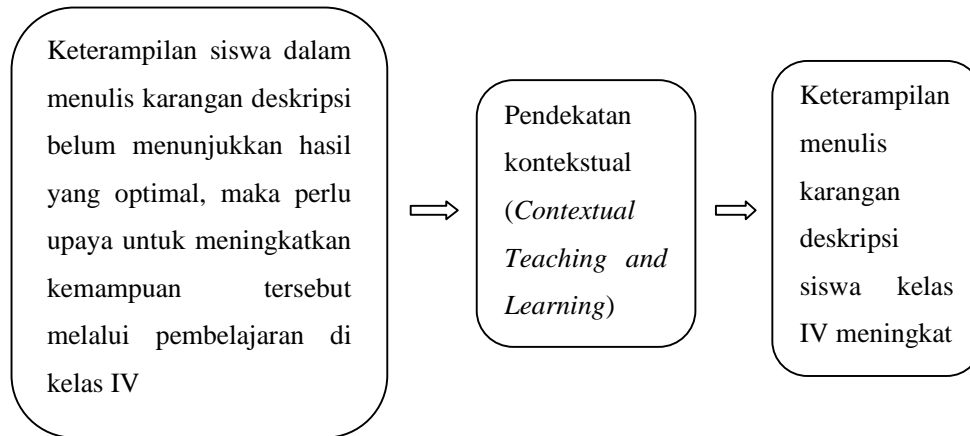 Keterampilan siswa dalam
menulis karangan deskripsi
belum menunjukkan hasil
yang optimal, maka perlu
upaya untuk meningkatkan
kemampuan tersebut
melalui pembelajaran di
kelas IV
Pendekatan
kontekstual
(Contextual
Teaching and
Learning)
Keterampilan
menulis
karangan
deskripsi
siswa kelas
IV meningkat